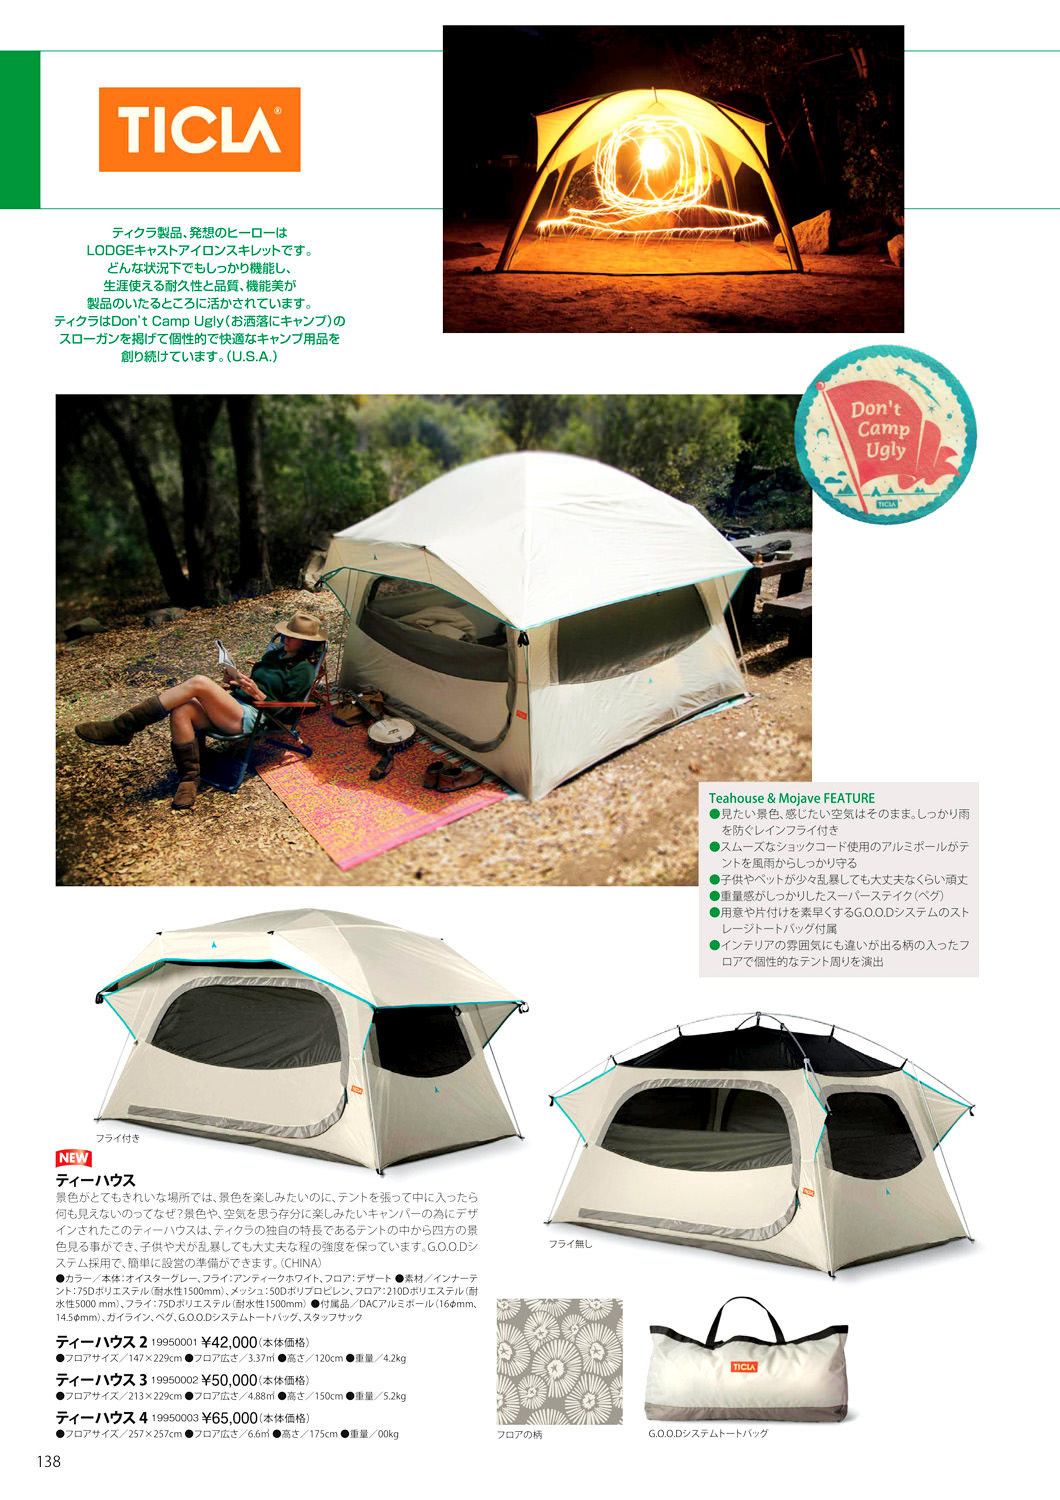 TICLA®
ティクラ製品、発想のヒーローは
LODGEキャストアイロンスキレットです。
どんな状況下でもしっかり機能し、
生涯使える耐久性と品質、機能美が
製品のいたるところに活かされています。
ティクラはDon't Camp Ugly(お洒落にキャンプ)の
スローガンを掲げて個性的で快適なキャンプ用品を
創り続けています。(U.S.A.)
Don't
Camp
Ugly
TICLA
Teahouse & Mojave FEATURE
●見たい景色、感じたい空気はそのまま。しっかり雨
を防ぐレインフライ付き
●スムーズなショックコード使用のアルミポールがテ
ントを風雨からしっかり守る
●子供やペットが少々乱暴しても大丈夫なくらい頑丈
●重量感がしっかりしたスーパーステイク(ペグ)
●用意や片付けを素早くするG.O.O.Dシステムのスト
レージトートバッグ付属
●インテリアの雰囲気にも違いが出る柄の入ったフ
ロアで個性的なテント周りを演出
TICLA
フライ付き
TICLA
フライ無し
NEW
ティーハウス
景色がとてもきれいな場所では、景色を楽しみたいのに、テントを張って中に入ったら
何も見えないのってなぜ?景色や、空気を思う存分に楽しみたいキャンパーの為にデザ
インされたこのティーハウスは、ティクラの独自の特長であるテントの中から四方の景
色見る事ができ、子供や犬が乱暴しても大丈夫な程の強度を保っています。G.O.O.Dシ
ステム採用で、簡単に設営の準備ができます。(CHINA)
●カラー/本体:オイスターグレー、フライ:アンティークホワイト、フロア:デザート ●素材/インナーテ
ント:75Dポリエステル(耐水性1500mm)、メッシュ:50Dポリプロピレン、フロア:210Dポリエステル(耐
水性5000 mm)、フライ:75Dポリエステル(耐水性1500mm) ●付属品/DACアルミポール(16φmm、
14.5φmm)、ガイライン、ペグ、G.O.O.Dシステムトートバッグ、スタッフサック
ティーハウス 2 19950001 ¥42,000(本体価格)
●フロアサイズ/147×229cm ●フロア広さ/3.37㎡ ●高さ/120cm ●重量/4.2kg
ティーハウス 3 19950002 ¥50,000(本体価格)
●フロアサイズ/213×229cm ●フロア広さ/4.88㎡ ●高さ/150cm ●重量/5.2kg
ティーハウス 4 19950003 ¥65,000(本体価格)
●フロアサイズ/257×257cm ●フロア広さ/6.6㎡ ●高さ/175cm ●重量/00kg
フロアの柄
TICLA
G.O.O.Dシステムトートバッグ
138